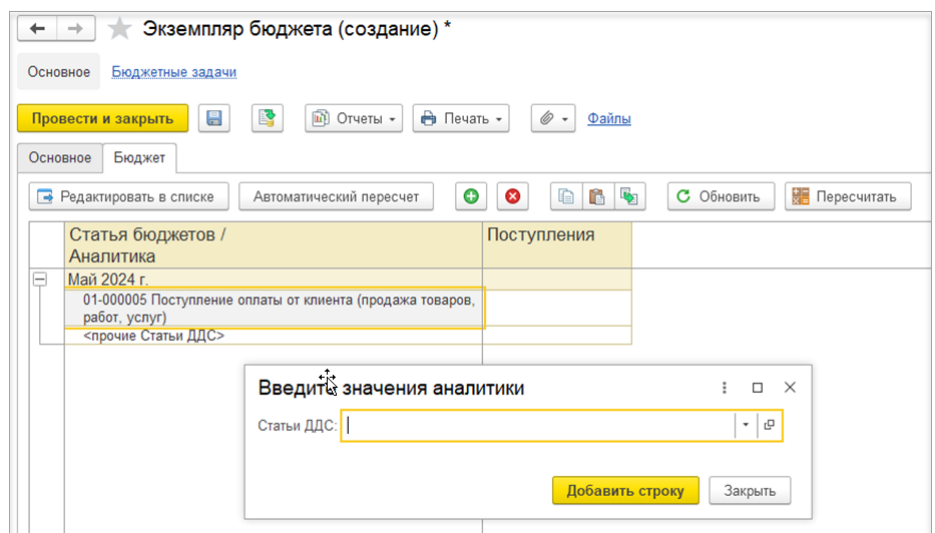 Экземпляр бюджета (создание) *
Основное Бюджетные задачи
Провести и закрыть Отчеты Печать Файлы
Основное Бюджет
Редактировать в списке Автоматический пересчет Обновить Пересчитать
Статья бюджетов / Поступления
Аналитика
Май 2024 г.
01-000005 Поступление оплаты от клиента (продажа товаров,
работ, услуг)
<прочие Статьи ДДС>
Введите значения аналитики
Статьи ДДС:
Добавить строку Закрыть